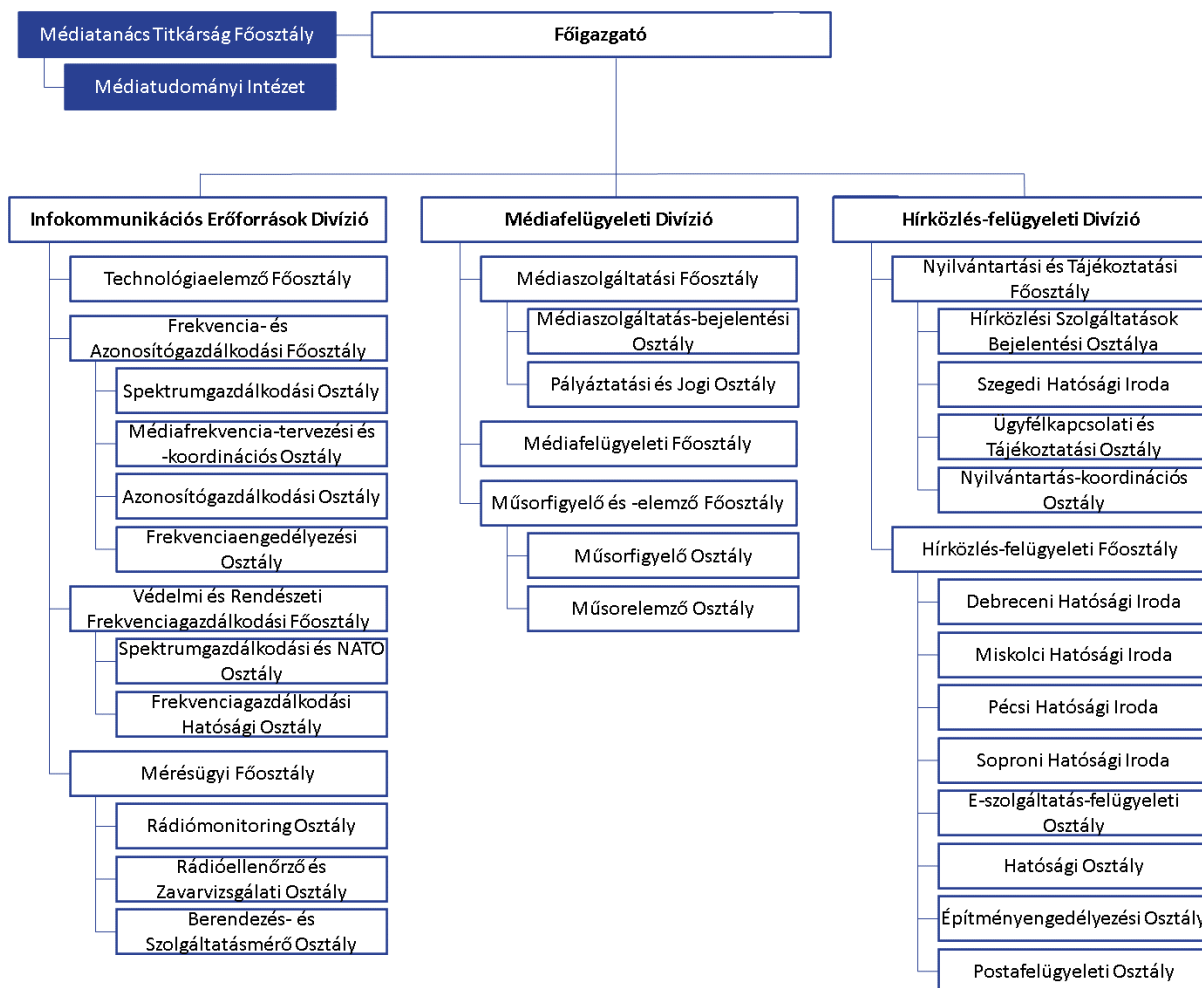 Médiatanács Titkárság Főosztály
Főigazgató
Médiatudományi Intézet
Infokommunikációs Erőforrások Divízió
Technológiaelemző Főosztály
Frekvencia- és
Azonosítógazdálkodási Főosztály
Spektrumgazdálkodási Osztály
Médiafrekvencia-tervezési és
-koordinációs Osztály
Azonosítógazdálkodási Osztály
Frekvenciaengedélyezési
Osztály
Védelmi és Rendészeti
Frekvenciagazdálkodási Főosztály
Spektrumgazdálkodási és NATO
Osztály
Frekvenciagazdálkodási
Hatósági Osztály
Mérésügyi Főosztály
Rádiómonitoring Osztály
Rádióellenőrző és
Zavarvizsgálati Osztály
Berendezés- és
Szolgáltatásmérő Osztály
Médiafelügyeleti Divízió
Médiaszolgáltatási Főosztály
Médiaszolgáltatás-bejelentési
Osztály
Pályáztatási és Jogi Osztály
Médiafelügyeleti Főosztály
Műsorfigyelő és -elemző Főosztály
Műsorfigyelő Osztály
Műsorelemző Osztály
Hírközlés-felügyeleti Divízió
Nyilvántartási és Tájékoztatási
Főosztály
Hírközlési Szolgáltatások
Bejelentési Osztálya
Szegedi Hatósági Iroda
Ügyfélkapcsolati és
Tájékoztatási Osztály
Nyilvántartás-koordinációs
Osztály
Hírközlés-felügyeleti Főosztály
Debreceni Hatósági Iroda
Miskolci Hatósági Iroda
Pécsi Hatósági Iroda
Soproni Hatósági Iroda
E-szolgáltatás-felügyeleti
Osztály
Hatósági Osztály
Építményengedélyezési Osztály
Postafelügyeleti Osztály